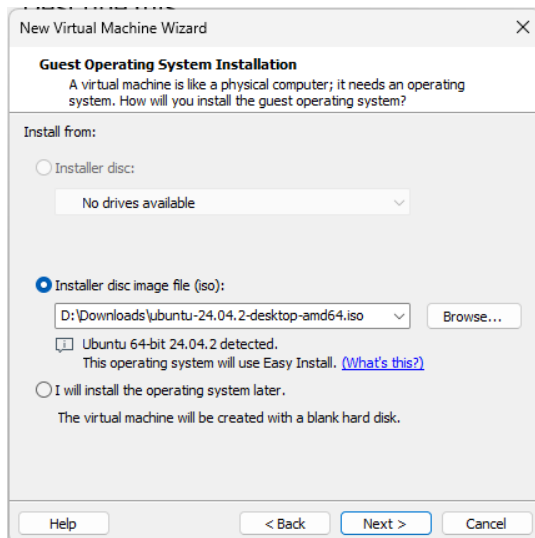 New Virtual Machine Wizard
Guest Operating System Installation
A virtual machine is like a physical computer; it needs an operating
system. How will you install the guest operating system?
Install from:
Installer disc:
No drives available
Installer disc image file (iso):
D:\Downloads\ubuntu-24.04.2-desktop-amd64.iso
Browse...
Ubuntu 64-bit 24.04.2 detected.
This operating system will use Easy Install. (What's this?)
I will install the operating system later.
The virtual machine will be created with a blank hard disk.
Help
< Back
Next >
Cancel